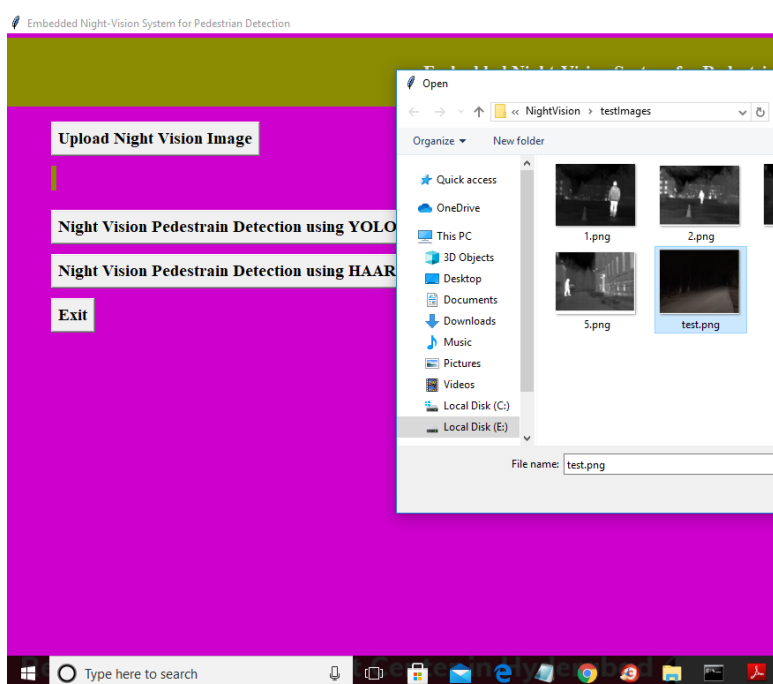 Embedded Night-Vision System for Pedestrian Detection
Open
« NightVision › testImages
Organize
New folder
Upload Night Vision Image
Quick access
OneDrive
This PC
3D Objects
Desktop
Documents
Downloads
Music
Pictures
Videos
Local Disk (C:)
Local Disk (E:)
1.png
2.png
5.png
test.png
Night Vision Pedestrain Detection using YOLO
Night Vision Pedestrain Detection using HAAR
Exit
File name: test.png
Type here to search